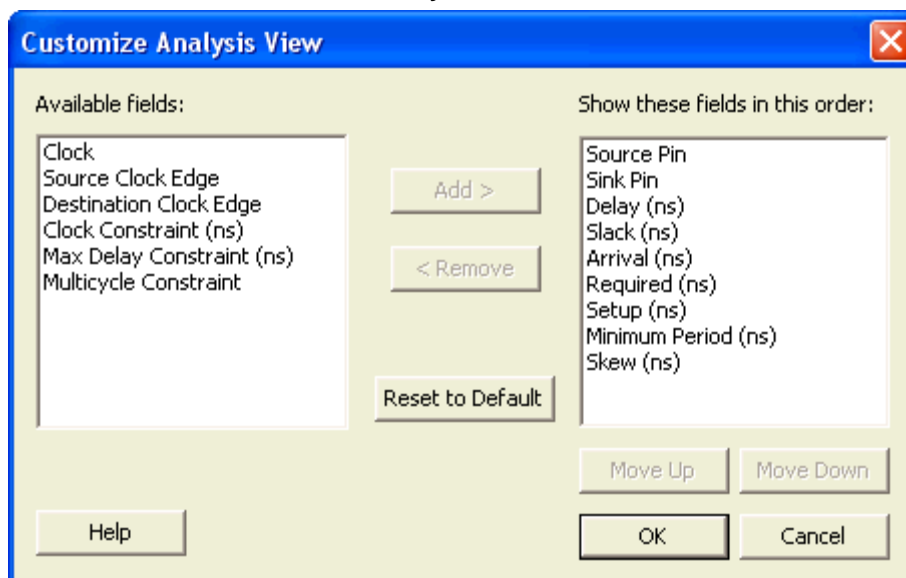 Customize Analysis View
Available fields:
Clock
Source Clock Edge
Destination Clock Edge
Clock Constraint (ns)
Max Delay Constraint (ns)
Multicycle Constraint
Add >
< Remove
Reset to Default
Show these fields in this order:
Source Pin
Sink Pin
Delay (ns)
Slack (ns)
Arrival (ns)
Required (ns)
Setup (ns)
Minimum Period (ns)
Skew (ns)
Move Up
Move Down
Help
OK
Cancel